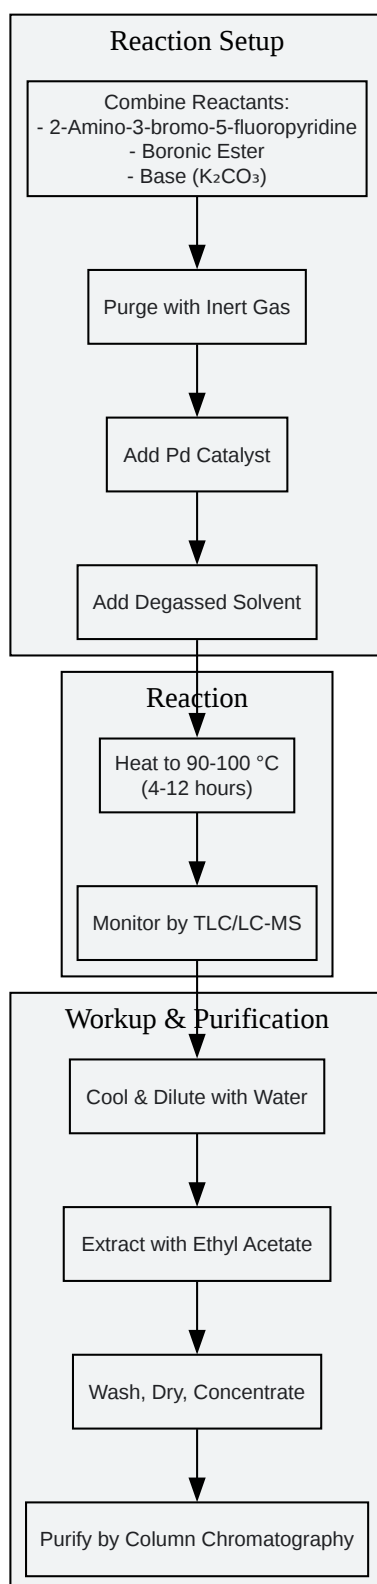 Reaction Setup
Combine Reactants:
- 2-Amino-3-bromo-5-fluoropyridine
- Boronic Ester
- Base (K₂CO₃)
Purge with Inert Gas
Add Pd Catalyst
Add Degassed Solvent
Reaction
Heat to 90-100 °C
(4-12 hours)
Monitor by TLC/LC-MS
Workup & Purification
Cool & Dilute with Water
Extract with Ethyl Acetate
Wash, Dry, Concentrate
Purify by Column Chromatography